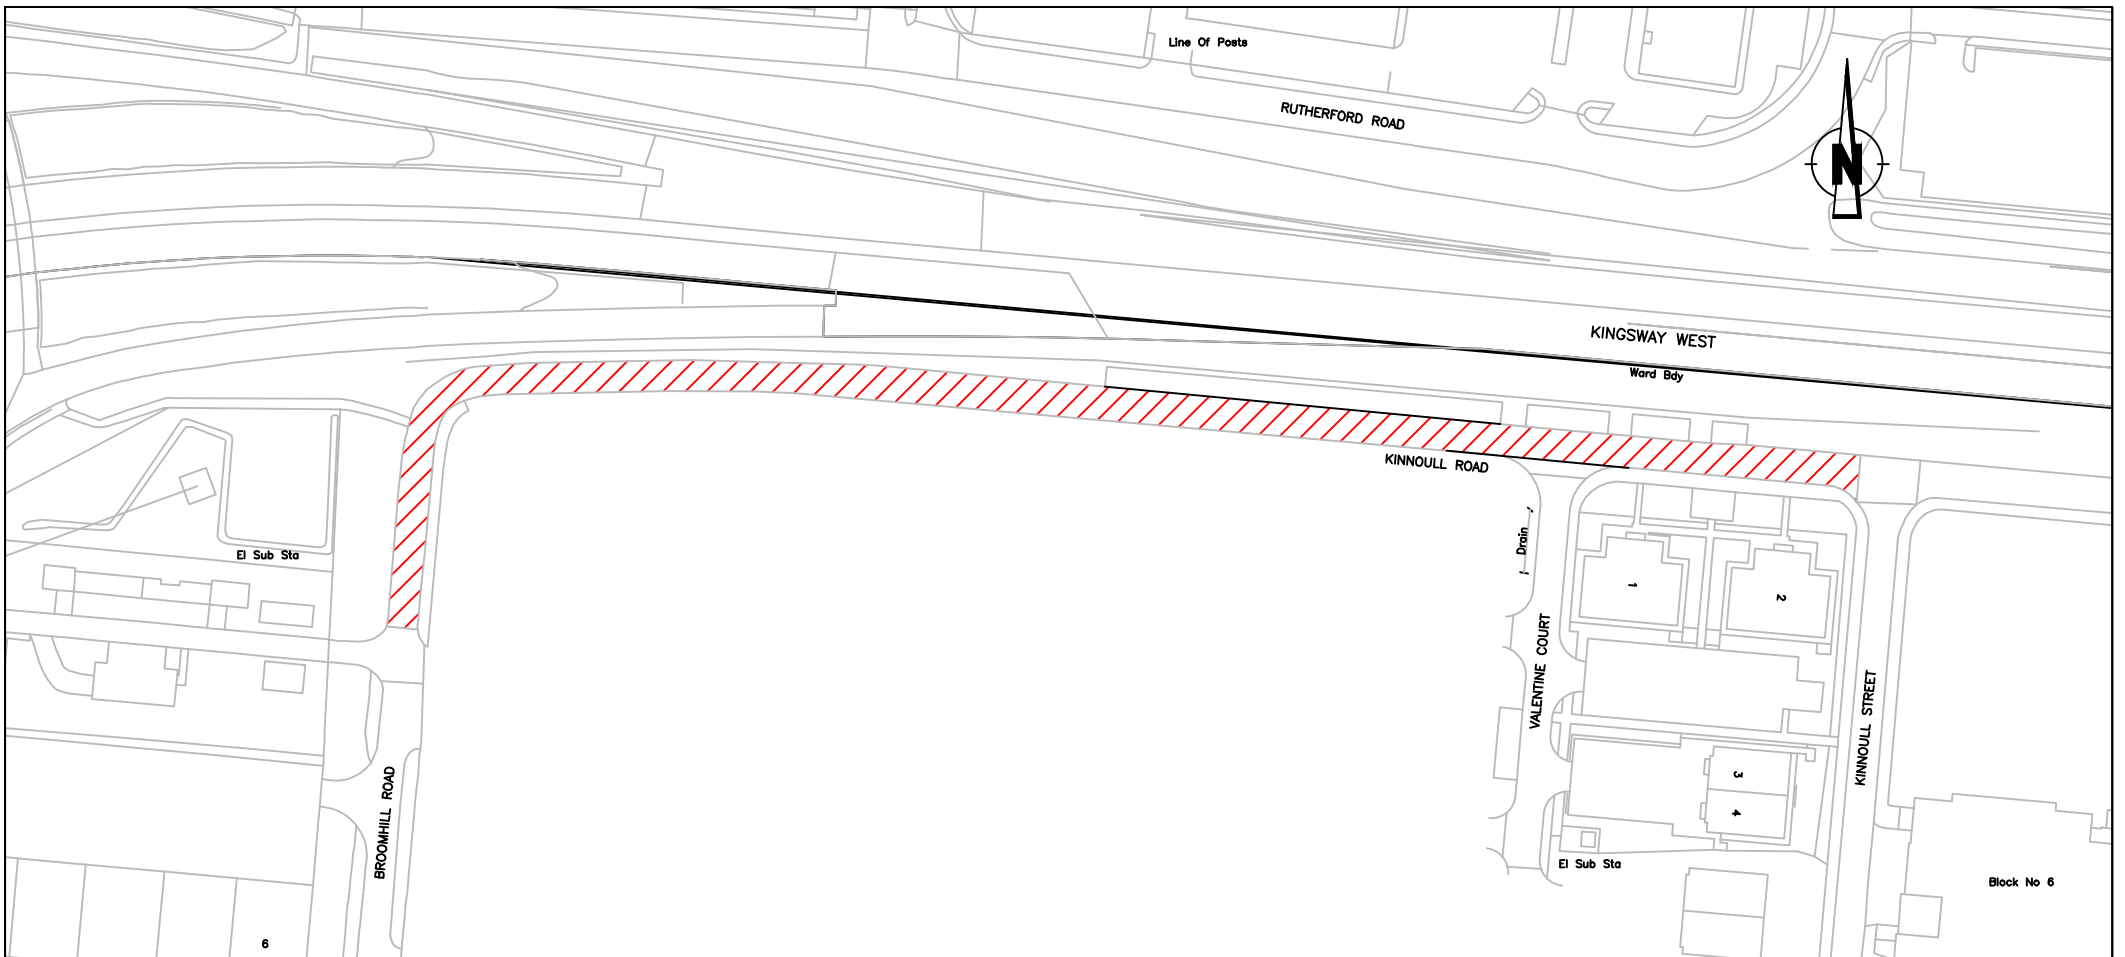 Line Of Posts
RUTHERFORD ROAD
N
KINGSWAY WEST
Ward Bdy
KINNOULL ROAD
Drain
El Sub Sta
1
2
VALENTINE COURT
KINNOULL STREET
BROOMHILL ROAD
3
4
El Sub Sta
Block No 6
6